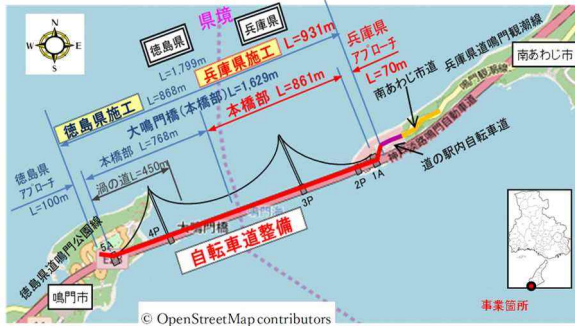 県境
徳島県
兵庫県
N
W
E
S
L=1,799m
兵庫県施工 L=931m
徳島県施工 L=868m
大鳴門橋(本橋部)L=1,629m
本橋部 L=861m
本橋部 L=768m
渦の道L=450m
徳島県
アプローチ
L=100m
兵庫県
アプローチ
L=70m
南あわじ市
兵庫県道鳴門観潮線
鳴門観潮線
南あわじ市道
神戸淡路鳴門自動車道
道の駅内自転車道
1A
2P
3P
4P
5A
大鳴門橋
自転車道整備
徳島県道鳴門公園線
鳴門市
事業箇所
© OpenStreetMap contributors